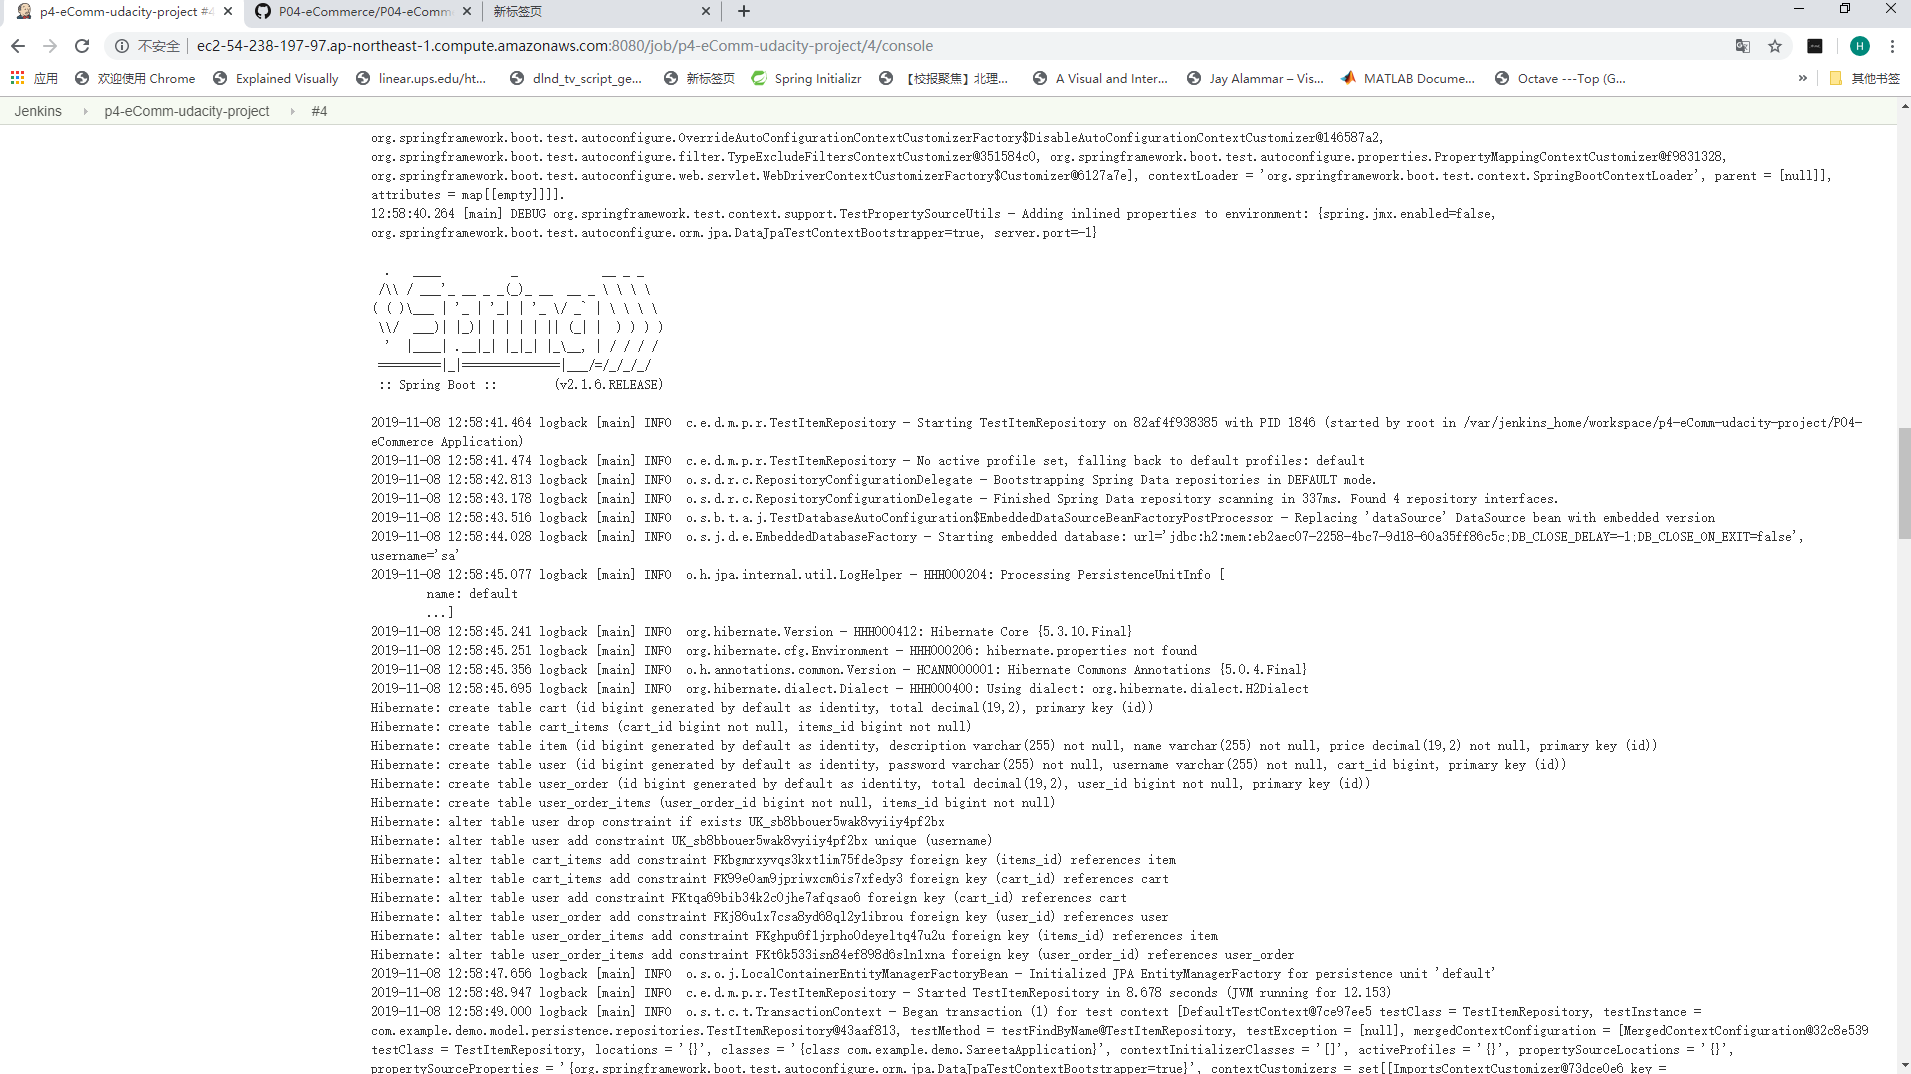 p4-eComm-udacity-project #4
P04-eCommerce/P04-eComm
新标签页
不安全 | ec2-54-238-197-97.ap-northeast-1.compute.amazonaws.com:8080/job/p4-eComm-udacity-project/4/console
H
应用 欢迎使用 Chrome Explained Visually linear.ups.edu/ht... dlnd_tv_script_ge... 新标签页 Spring Initializr 【校报聚焦】北理... A Visual and Inter... Jay Alammar – Vis... MATLAB Docume... Octave ---Top (G... » 其他书签
Jenkins p4-eComm-udacity-project #4
org.springframework.boot.test.autoconfigure.OverrideAutoConfigurationContextCustomizerFactory$DisableAutoConfigurationContextCustomizer@146587a2,
org.springframework.boot.test.autoconfigure.filter.TypeExcludeFiltersContextCustomizer@351584c0, org.springframework.boot.test.autoconfigure.properties.PropertyMappingContextCustomizer@f9831328,
org.springframework.boot.test.autoconfigure.web.servlet.WebDriverContextCustomizerFactory$Customizer@6127a7e], contextLoader = 'org.springframework.boot.test.context.SpringBootContextLoader', parent = [null]],
attributes = map[[empty]]]].
12:58:40.264 [main] DEBUG org.springframework.test.context.support.TestPropertySourceUtils - Adding inlined properties to environment: {spring.jmx.enabled=false,
org.springframework.boot.test.autoconfigure.orm.jpa.DataJpaTestContextBootstrapper=true, server.port=-1}
:: Spring Boot :: (v2.1.6.RELEASE)
2019-11-08 12:58:41.464 logback [main] INFO c.e.d.m.p.r.TestItemRepository - Starting TestItemRepository on 82af4f938385 with PID 1846 (started by root in /var/jenkins_home/workspace/p4-eComm-udacity-project/P04-
eCommerce Application)
2019-11-08 12:58:41.474 logback [main] INFO c.e.d.m.p.r.TestItemRepository - No active profile set, falling back to default profiles: default
2019-11-08 12:58:42.813 logback [main] INFO o.s.d.r.c.RepositoryConfigurationDelegate - Bootstrapping Spring Data repositories in DEFAULT mode.
2019-11-08 12:58:43.178 logback [main] INFO o.s.d.r.c.RepositoryConfigurationDelegate - Finished Spring Data repository scanning in 337ms. Found 4 repository interfaces.
2019-11-08 12:58:43.516 logback [main] INFO o.s.b.t.a.j.TestDatabaseAutoConfiguration$EmbeddedDataSourceBeanFactoryPostProcessor - Replacing 'dataSource' DataSource bean with embedded version
2019-11-08 12:58:44.028 logback [main] INFO o.s.j.d.e.EmbeddedDatabaseFactory - Starting embedded database: url='jdbc:h2:mem:eb2aec07-2258-4bc7-9d18-60a35ff86c5c;DB_CLOSE_DELAY=-1;DB_CLOSE_ON_EXIT=false',
username='sa'
2019-11-08 12:58:45.077 logback [main] INFO o.h.jpa.internal.util.LogHelper - HHH000204: Processing PersistenceUnitInfo [
name: default
...]
2019-11-08 12:58:45.241 logback [main] INFO org.hibernate.Version - HHH000412: Hibernate Core {5.3.10.Final}
2019-11-08 12:58:45.251 logback [main] INFO org.hibernate.cfg.Environment - HHH000206: hibernate.properties not found
2019-11-08 12:58:45.356 logback [main] INFO o.h.annotations.common.Version - HCANN000001: Hibernate Commons Annotations {5.0.4.Final}
2019-11-08 12:58:45.695 logback [main] INFO org.hibernate.dialect.Dialect - HHH000400: Using dialect: org.hibernate.dialect.H2Dialect
Hibernate: create table cart (id bigint generated by default as identity, total decimal(19,2), primary key (id))
Hibernate: create table cart_items (cart_id bigint not null, items_id bigint not null)
Hibernate: create table item (id bigint generated by default as identity, description varchar(255) not null, name varchar(255) not null, price decimal(19,2) not null, primary key (id))
Hibernate: create table user (id bigint generated by default as identity, password varchar(255) not null, username varchar(255) not null, cart_id bigint, primary key (id))
Hibernate: create table user_order (id bigint generated by default as identity, total decimal(19,2), user_id bigint not null, primary key (id))
Hibernate: create table user_order_items (user_order_id bigint not null, items_id bigint not null)
Hibernate: alter table user drop constraint if exists UK_sb8bbouer5wak8vyiiy4pf2bx
Hibernate: alter table user add constraint UK_sb8bbouer5wak8vyiiy4pf2bx unique (username)
Hibernate: alter table cart_items add constraint FKbgmrxyvqs3kxt1im75fde3psy foreign key (items_id) references item
Hibernate: alter table cart_items add constraint FK99e0am9jpriwxcm6is7xfedy3 foreign key (cart_id) references cart
Hibernate: alter table user add constraint FKtqa69bib34k2c0jhe7afqsao6 foreign key (cart_id) references cart
Hibernate: alter table user_order add constraint FKj86u1x7csa8yd68ql2y1ibrou foreign key (user_id) references user
Hibernate: alter table user_order_items add constraint FKghpu6f1jrpho0deyeltq47u2u foreign key (items_id) references item
Hibernate: alter table user_order_items add constraint FKt6k533isn84ef898d6sln1xna foreign key (user_order_id) references user_order
2019-11-08 12:58:47.656 logback [main] INFO o.s.o.j.LocalContainerEntityManagerFactoryBean - Initialized JPA EntityManagerFactory for persistence unit 'default'
2019-11-08 12:58:48.947 logback [main] INFO c.e.d.m.p.r.TestItemRepository - Started TestItemRepository in 8.678 seconds (JVM running for 12.153)
2019-11-08 12:58:49.000 logback [main] INFO o.s.t.c.t.TransactionContext - Began transaction (1) for test context [DefaultTestContext@7ce97ee5 testClass = TestItemRepository, testInstance =
com.example.demo.model.persistence.repositories.TestItemRepository@43aaf813, testMethod = testFindByName@TestItemRepository, testException = [null], mergedContextConfiguration = [MergedContextConfiguration@32c8e539
testClass = TestItemRepository, locations = '{}', classes = '{class com.example.demo.SareetaApplication}', contextInitializerClasses = '[]', activeProfiles = '{}', propertySourceLocations = '{}',
propertySourceProperties = '{org.springframework.boot.test.autoconfigure.orm.jpa.DataJpaTestContextBootstrapper=true}', contextCustomizers = set[[ImportsContextCustomizer@73dce0e6 key =